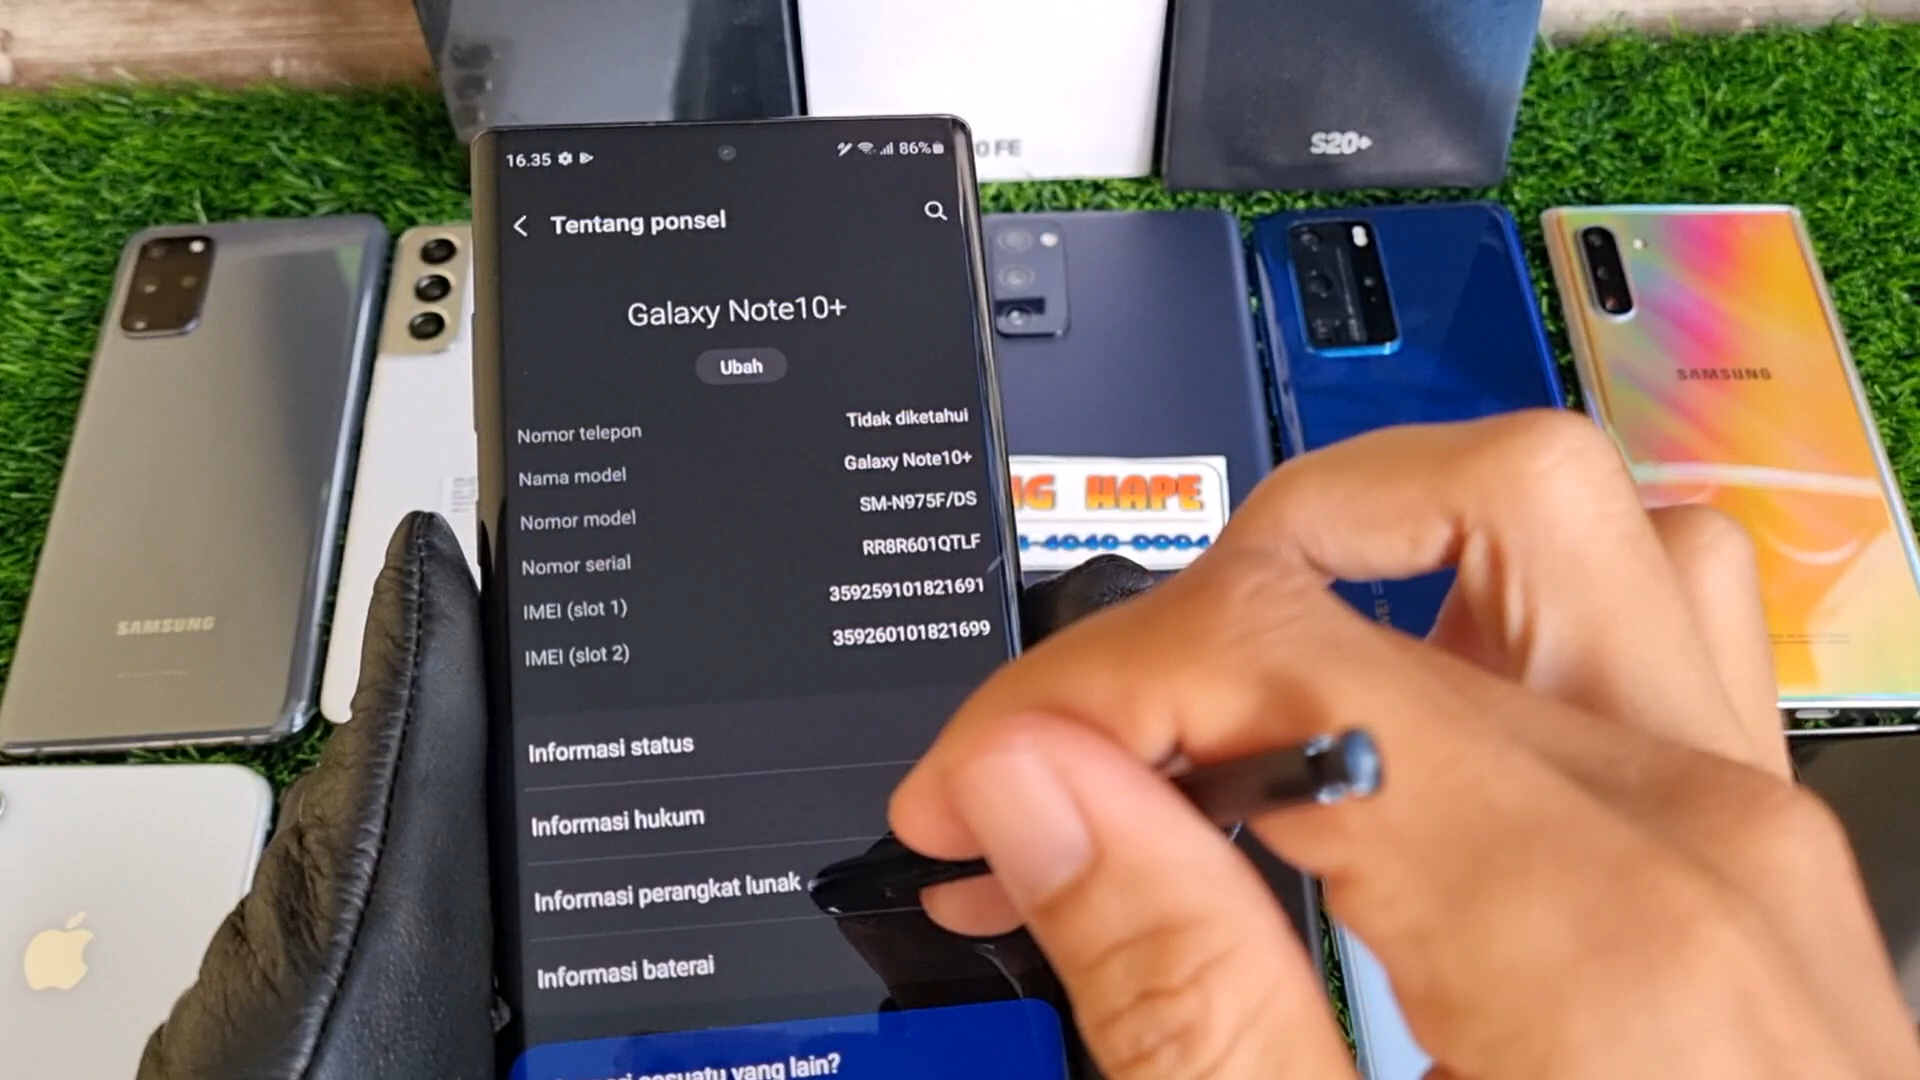 FE
S20+
16.35
86%
Tentang ponsel
Galaxy Note10+
Ubah
Nomor telepon Tidak diketahui
Nama model Galaxy Note10+
Nomor model SM-N975F/DS
Nomor serial RR8R601QTLF
IMEI (slot 1) 359259101821691
IMEI (slot 2) 359260101821699
Informasi status
Informasi hukum
Informasi perangkat lunak
Informasi baterai
yang lain?
SAMSUNG
HAPE
SAMSUNG